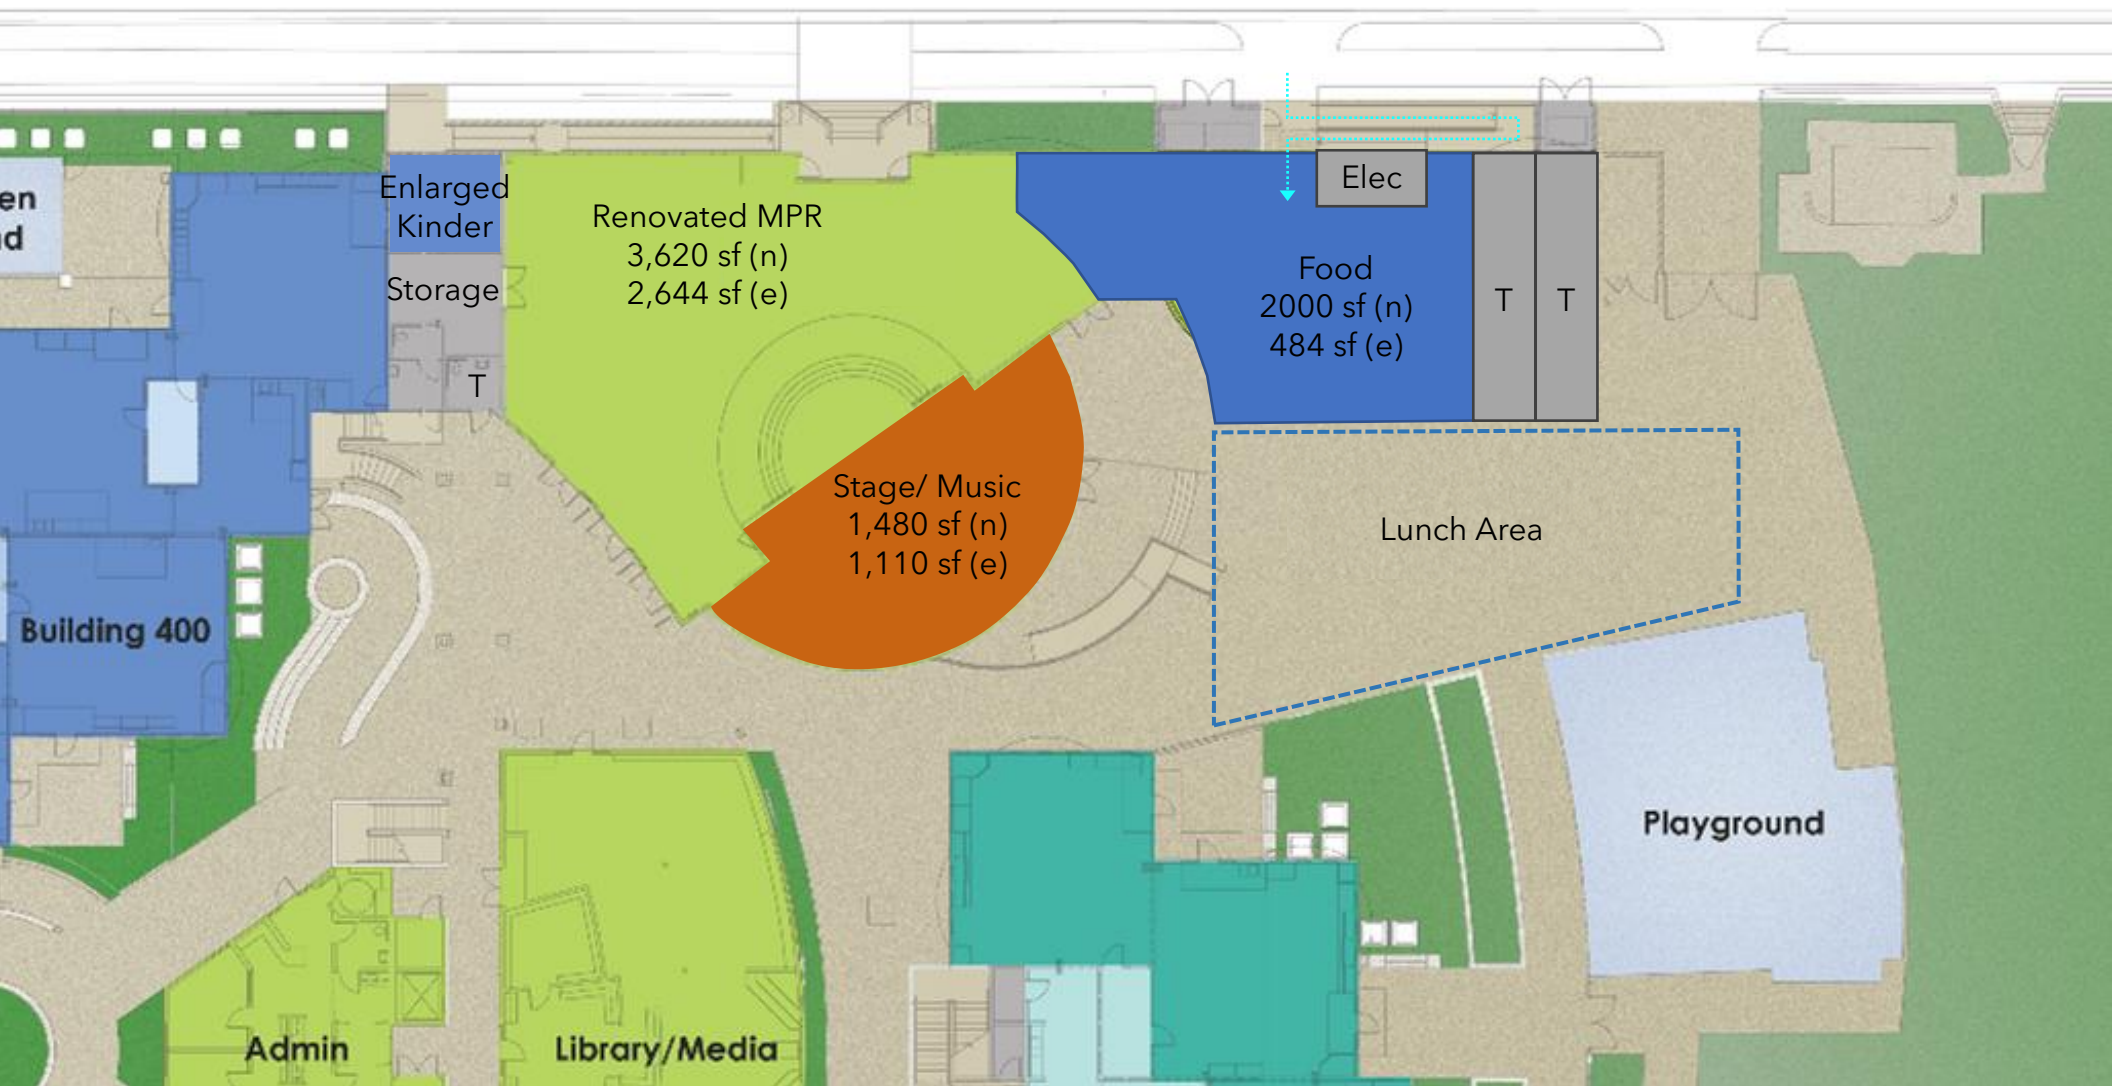 en
d
Enlarged
Kinder
Storage
T
Renovated MPR
3,620 sf (n)
2,644 sf (e)
Elec
Food
2000 sf (n)
484 sf (e)
T
T
Stage/ Music
1,480 sf (n)
1,110 sf (e)
Lunch Area
Building 400
Playground
Admin
Library/Media